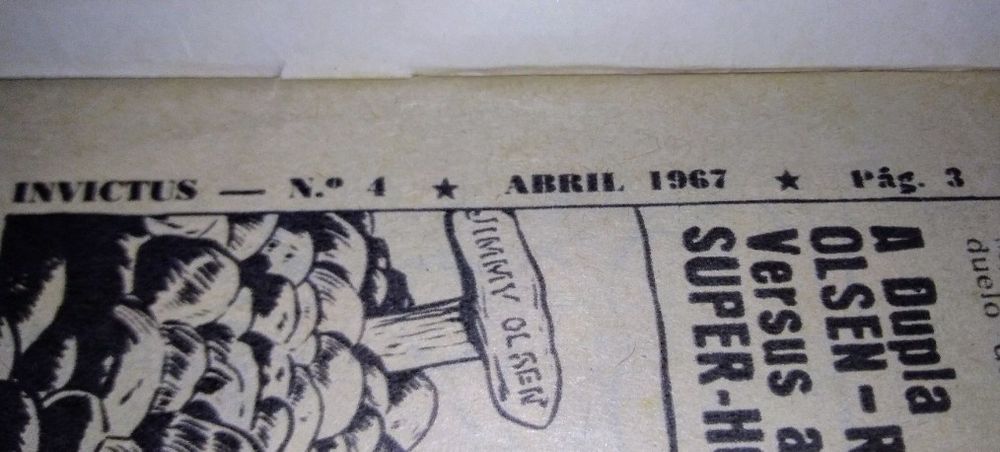 INVICTUS — N.º 4 ★ ABRIL 1967 ★ Pág. 3
JIMMY OLSEN
duelo
A Dupla
OLSEN - R
Versus a
SUPER-H